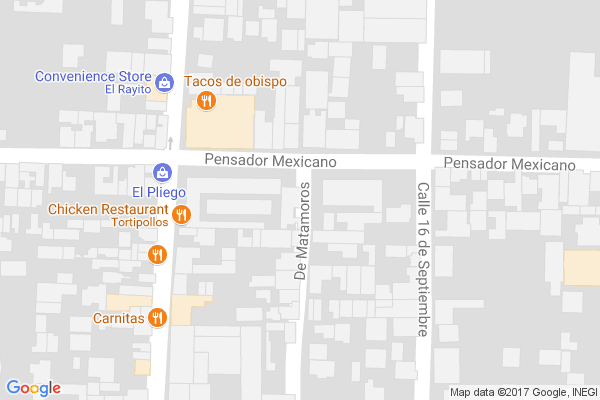 Convenience Store
El Rayito
Tacos de obispo
Pensador Mexicano
Pensador Mexicano
El Pliego
Chicken Restaurant
Tortipollos
De Matamoros
Calle 16 de Septiembre
Carnitas
Google
Map data ©2017 Google, INEGI